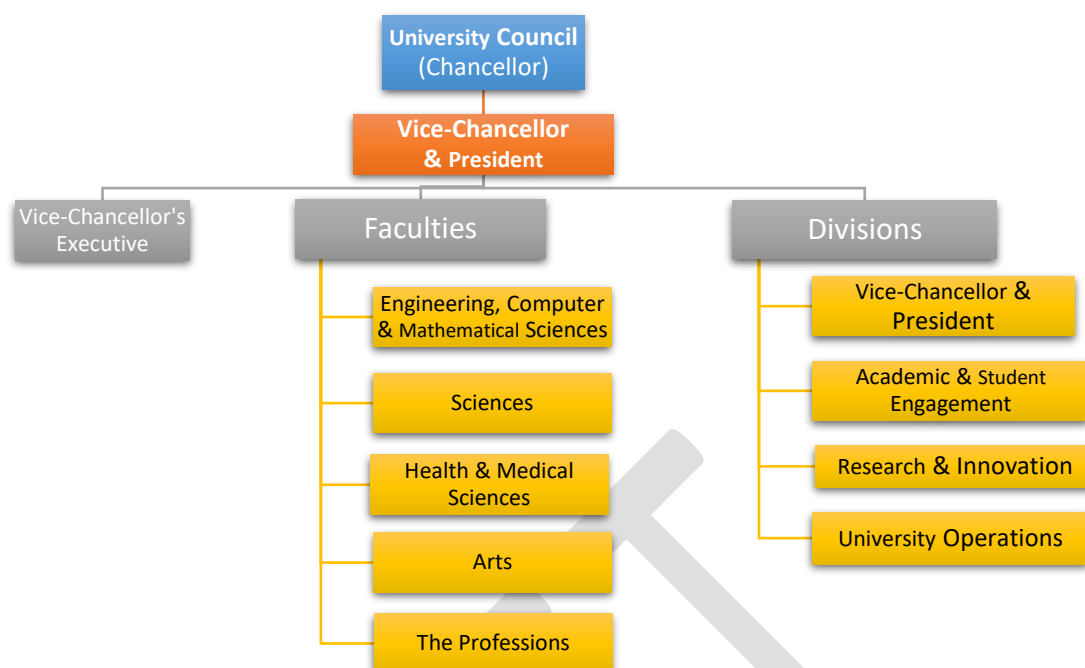 University Council
(Chancellor)
Vice-Chancellor
& President
Vice-Chancellor's
Executive
Faculties
Divisions
Engineering, Computer
& Mathematical Sciences
Sciences
Health & Medical
Sciences
Arts
The Professions
Vice-Chancellor &
President
Academic & Student
Engagement
Research & Innovation
University Operations